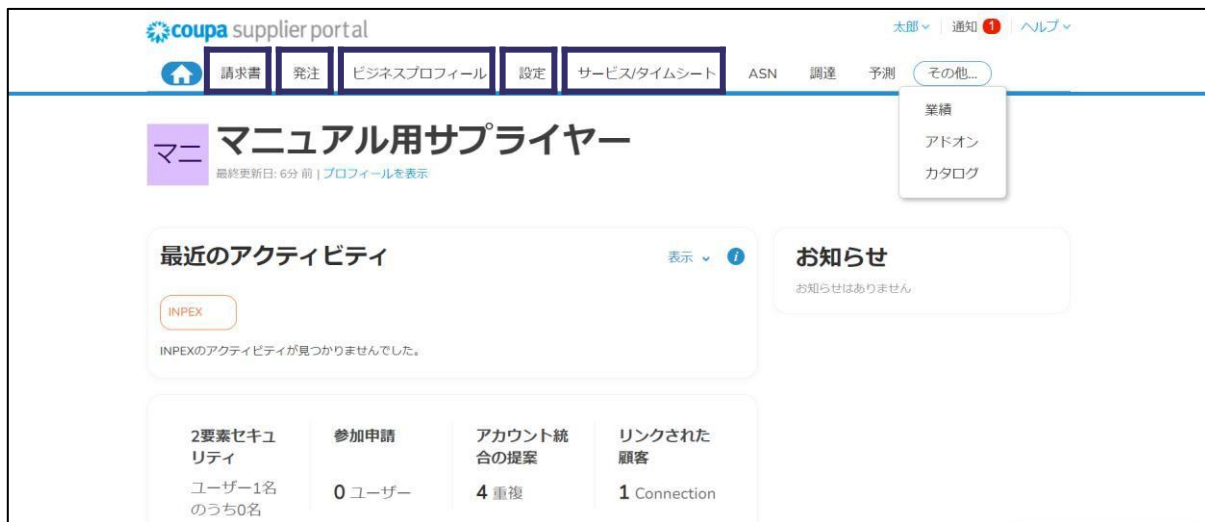 coupa supplier portal
太郎 通知 1 ヘルプ
請求書 発注 ビジネスプロフィール 設定 サービス/タイムシート ASN 調達 予測 その他...
業績
アドオン
カタログ
マニ マニュアル用サプライヤー
最終更新日: 6分 前 | プロフィールを表示
最近のアクティビティ 表示 i
INPEX
INPEXのアクティビティが見つかりませんでした。
お知らせ
お知らせはありません
2要素セキュ
リティ
ユーザー1名
のうち0名
参加申請
0 ユーザー
アカウント統
合の提案
4 重複
リンクされた
顧客
1 Connection